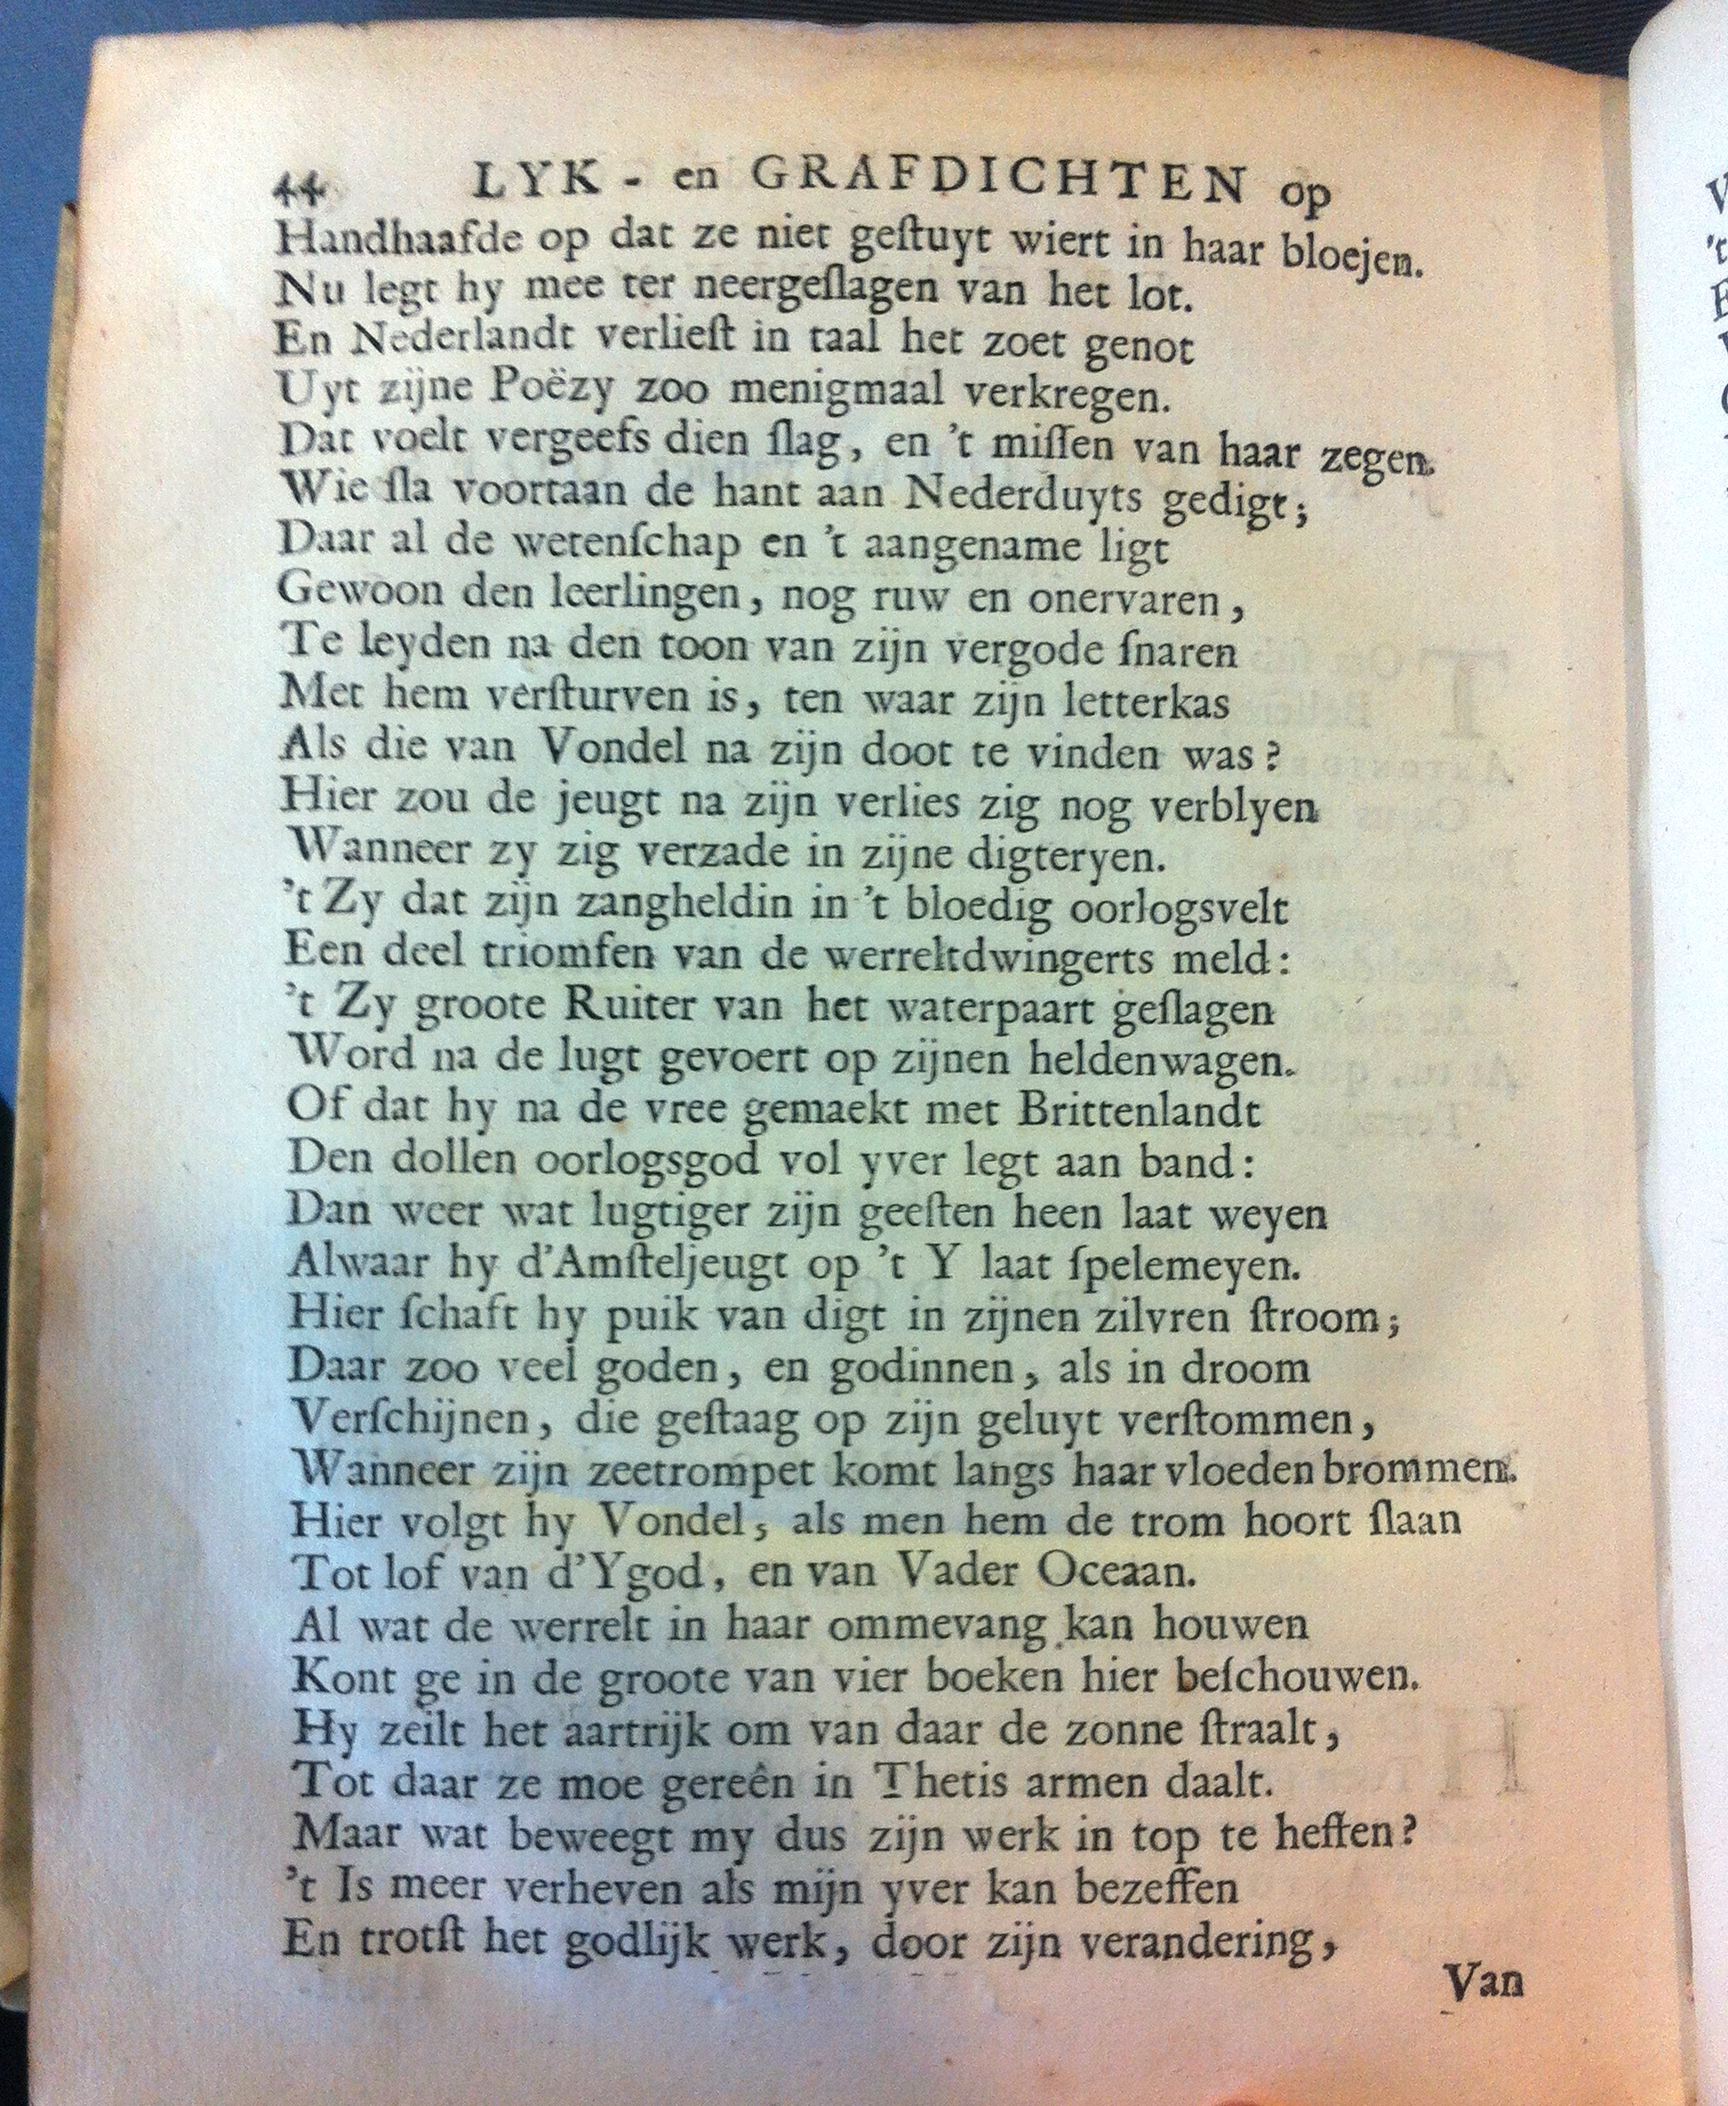 44 LYK - en GRAFDICHTEN op
Handhaafde op dat ze niet geſtuyt wiert in haar bloejen.
Nu legt hy mee ter neergeſlagen van het lot.
En Nederlandt verlieſt in taal het zoet genot
Uyt zijne Poëzy zoo menigmaal verkregen.
Dat voelt vergeefs dien ſlag, en 't miſſen van haar zegen.
Wie ſla voortaan de hant aan Nederduyts gedigt;
Daar al de wetenſchap en 't aangename ligt
Gewoon den leerlingen, nog ruw en onervaren,
Te leyden na den toon van zijn vergode ſnaren
Met hem verſturven is, ten waar zijn letterkas
Als die van Vondel na zijn doot te vinden was?
Hier zou de jeugt na zijn verlies zig nog verblyen
Wanneer zy zig verzade in zijne digteryen.
't Zy dat zijn zangheldin in 't bloedig oorlogsvelt
Een deel triomfen van de werreltdwingerts meld:
't Zy groote Ruiter van het waterpaart geſlagen
Word na de lugt gevoert op zijnen heldenwagen.
Of dat hy na de vree gemaekt met Brittenlandt
Den dollen oorlogsgod vol yver legt aan band:
Dan weer wat lugtiger zijn geeſten heen laat weyen
Alwaar hy d'Amſteljeugt op 't Y laat ſpelemeyen.
Hier ſchaft hy puik van digt in zijnen zilvren ſtroom;
Daar zoo veel goden, en godinnen, als in droom
Verſchijnen, die geſtaag op zijn geluyt verſtommen,
Wanneer zijn zeetrompet komt langs haar vloeden brommen.
Hier volgt hy Vondel, als men hem de trom hoort ſlaan
Tot lof van d'Ygod, en van Vader Oceaan.
Al wat de werrelt in haar ommevang kan houwen
Kont ge in de groote van vier boeken hier beſchouwen.
Hy zeilt het aartrijk om van daar de zonne ſtraalt,
Tot daar ze moe gereên in Thetis armen daalt.
Maar wat beweegt my dus zijn werk in top te heffen?
't Is meer verheven als mijn yver kan bezeffen
En trotſt het godlijk werk, door zijn verandering,
Van